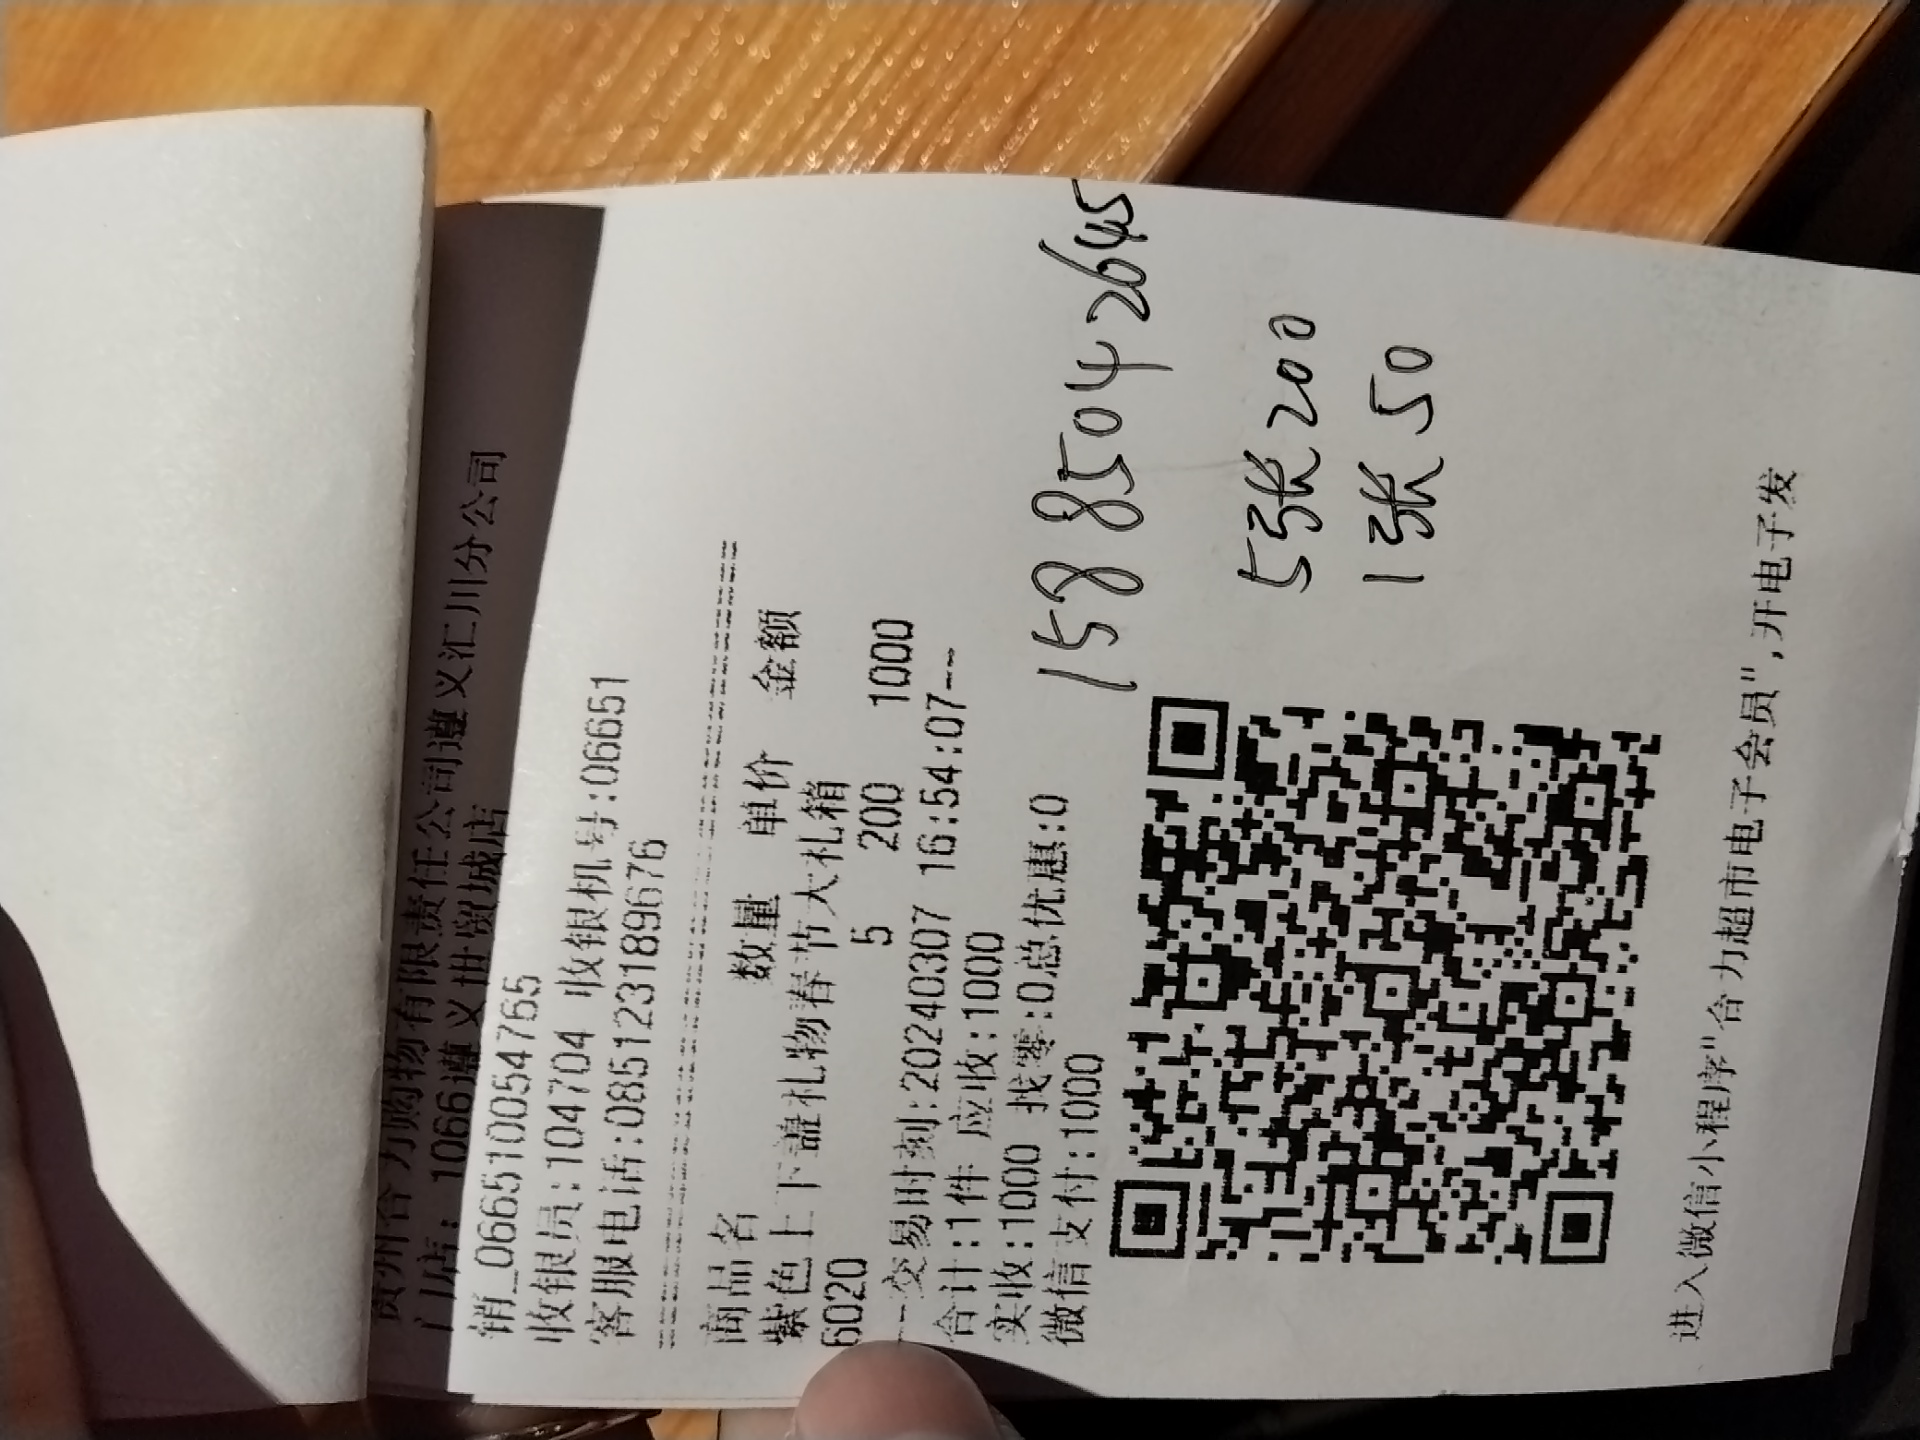 贵州合力购物有限责任公司遵义汇川分公司
门店: 1066遵义世贸城店
销_066510054765
收银员:104704 收银机号:06651
客服电话:085123189676
商品名 数量 单价 金额
紫色上下盖礼物春节大礼箱
6020 5 200 1000
--交易时刻:20240307 16:54:07--
合计:1件 应收:1000
实收:1000 找零:0总优惠:0
微信支付:1000
15885042645
5张200
1张50
进入微信小程序"合力超市电子会员",开电子发